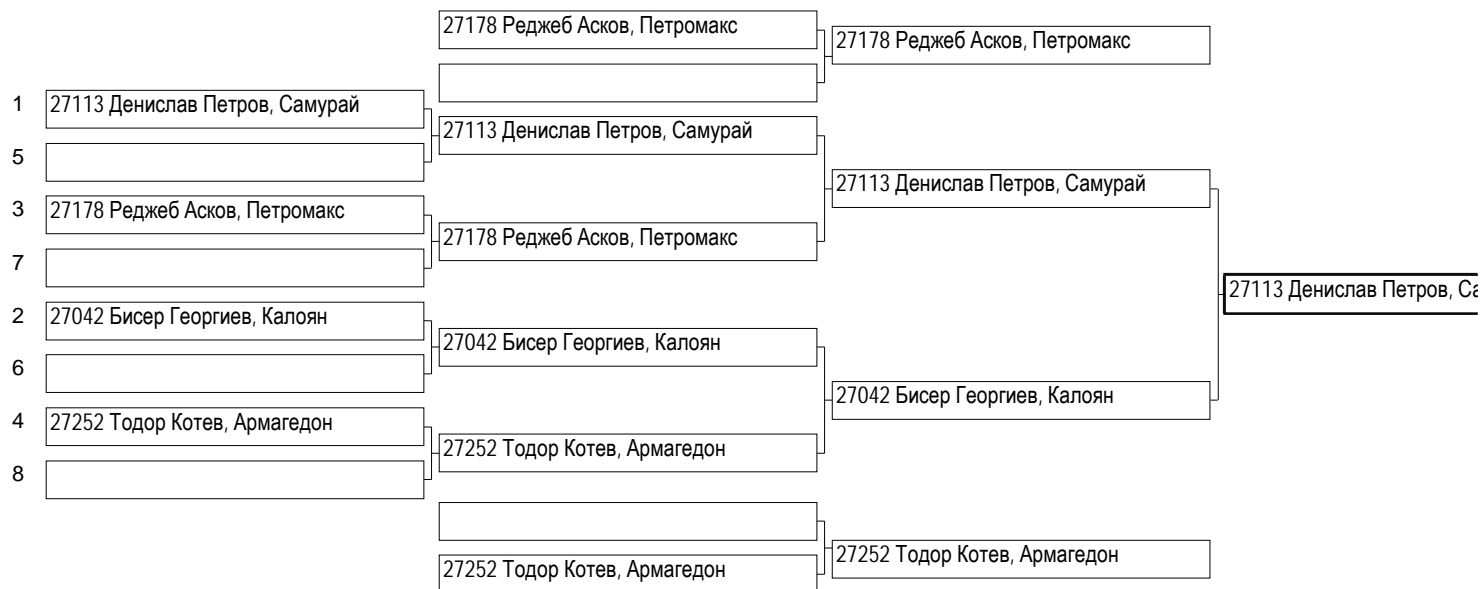 27178 Реджеб Асков, Петромакс
27178 Реджеб Асков, Петромакс
1 27113 Денислав Петров, Самурай
27113 Денислав Петров, Самурай
5
27113 Денислав Петров, Самурай
3 27178 Реджеб Асков, Петромакс
27178 Реджеб Асков, Петромакс
7
27113 Денислав Петров, Са
2 27042 Бисер Георгиев, Калоян
27042 Бисер Георгиев, Калоян
6
27042 Бисер Георгиев, Калоян
4 27252 Тодор Котев, Армагедон
27252 Тодор Котев, Армагедон
8
27252 Тодор Котев, Армагедон
27252 Тодор Котев, Армагедон